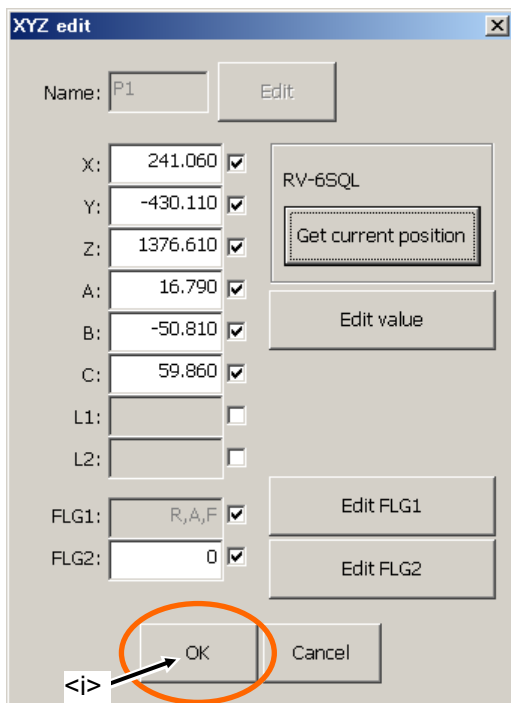 XYZ edit
Name: P1 Edit
X: 241.060
RV-6SQL
Y: -430.110
Get current position
Z: 1376.610
A: 16.790
Edit value
B: -50.810
C: 59.860
L1:
L2:
FLG1: R,A,F Edit FLG1
FLG2: 0 Edit FLG2
OK Cancel
<i>